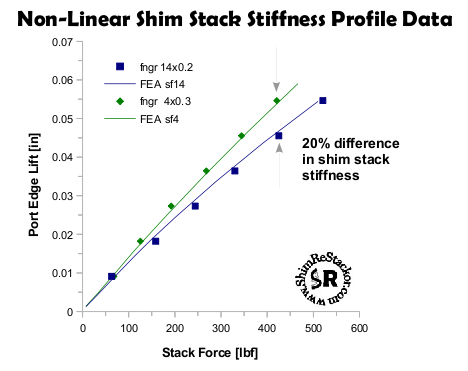 Non-Linear Shim Stack Stiffness Profile Data
0.07
0.06
0.05
0.04
0.03
0.02
0.01
0
Port Edge Lift [in]
fngr 14x0.2
FEA sf14
fngr 4x0.3
FEA sf4
20% difference
in shim stack
stiffness
ShimReStackor
SR
www.shimrestackor.com
0 100 200 300 400 500 600
Stack Force [lbf]